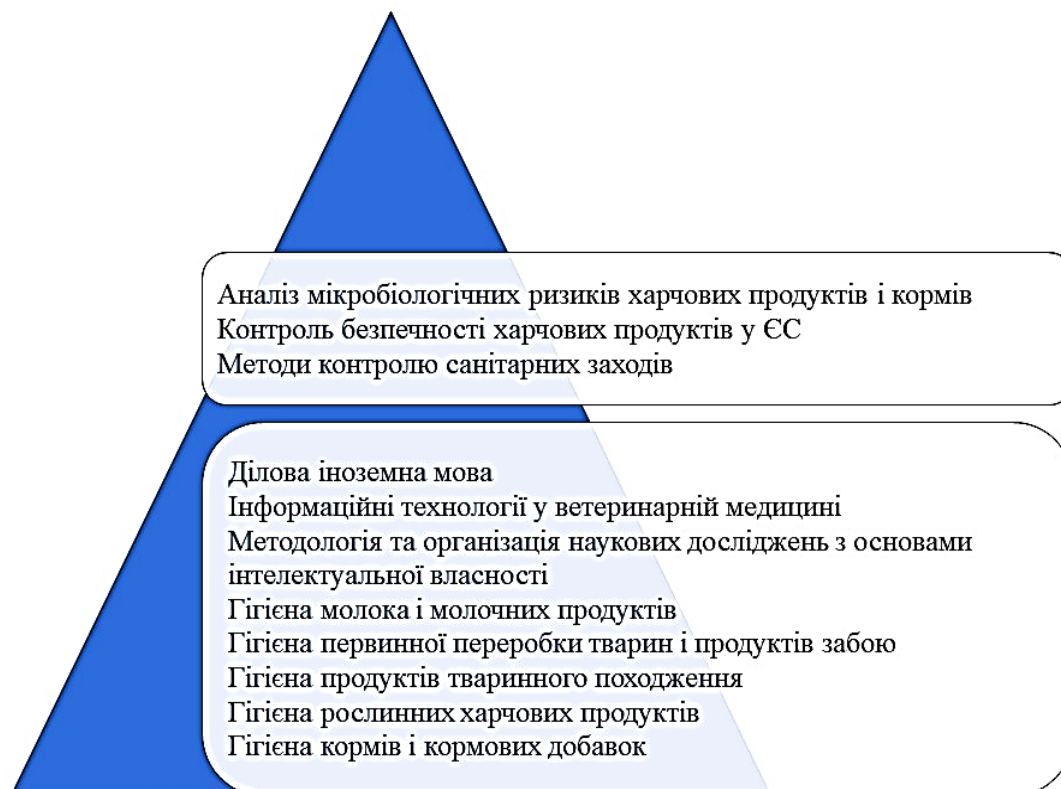 Аналіз мікробіологічних ризиків харчових продуктів і кормів
Контроль безпечності харчових продуктів у ЄС
Методи контролю санітарних заходів
Ділова іноземна мова
Інформаційні технології у ветеринарній медицині
Методологія та організація наукових досліджень з основами
інтелектуальної власності
Гігієна молока і молочних продуктів
Гігієна первинної переробки тварин і продуктів забою
Гігієна продуктів тваринного походження
Гігієна рослинних харчових продуктів
Гігієна кормів і кормових добавок